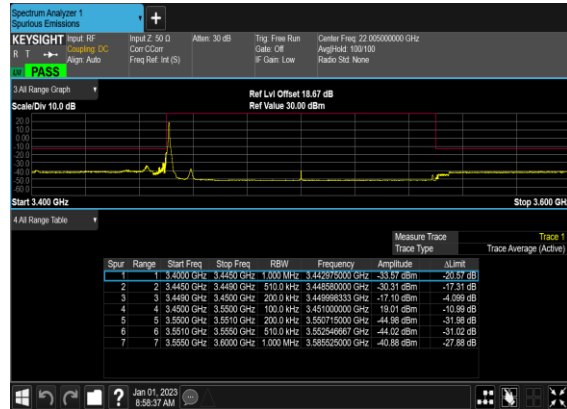 Spectrum Analyzer 1
Spurious Emissions
+
KEYSIGHT Input: RF Input Z: 50 Ω Atten: 30 dB Trig: Free Run Center Freq: 22.005000000 GHz
R T Coupling: DC Corr CCorr Gate: Off Avg|Hold: 100/100
Align: Auto Freq Ref: Int (S) IF Gain: Low Radio Std: None
PASS
3 All Range Graph Ref Lvl Offset 18.67 dB
Scale/Div 10.0 dB Ref Value 30.00 dBm
20.0
10.0
0.00
-10.0
-20.0
-30.0
-40.0
-50.0
-60.0
Start 3.400 GHz Stop 3.600 GHz
4 All Range Table
Measure Trace Trace 1
Trace Type Trace Average (Active)
Spur Range Start Freq Stop Freq RBW Frequency Amplitude ΔLimit
1 1 3.4000 GHz 3.4450 GHz 1.000 MHz 3.442975000 GHz -33.57 dBm -20.57 dB
2 2 3.4450 GHz 3.4490 GHz 510.0 kHz 3.448580000 GHz -30.31 dBm -17.31 dB
3 3 3.4490 GHz 3.4500 GHz 200.0 kHz 3.449998333 GHz -17.10 dBm -4.099 dB
4 4 3.4500 GHz 3.5500 GHz 100.0 kHz 3.451000000 GHz 19.01 dBm -10.99 dB
5 5 3.5500 GHz 3.5510 GHz 200.0 kHz 3.550715000 GHz -44.98 dBm -31.98 dB
6 6 3.5510 GHz 3.5550 GHz 510.0 kHz 3.552546667 GHz -44.02 dBm -31.02 dB
7 7 3.5550 GHz 3.6000 GHz 1.000 MHz 3.585525000 GHz -40.88 dBm -27.88 dB
? Jan 01, 2023
8:58:37 AM